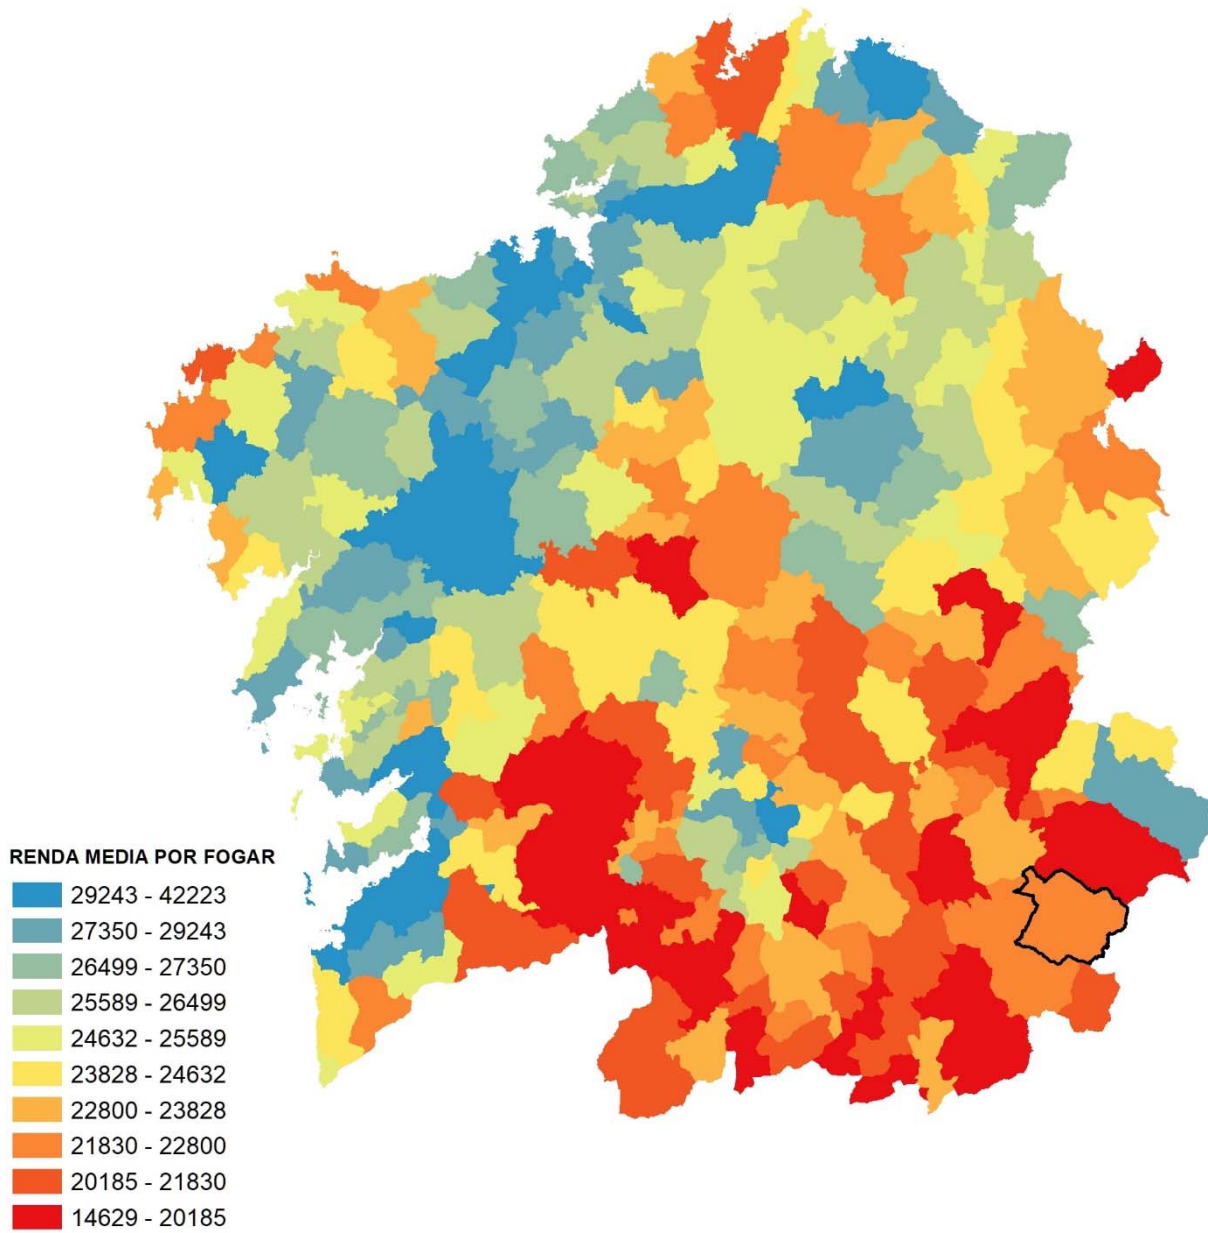 RENDA MEDIA POR FOGAR
29243 - 42223
27350 - 29243
26499 - 27350
25589 - 26499
24632 - 25589
23828 - 24632
22800 - 23828
21830 - 22800
20185 - 21830
14629 - 20185